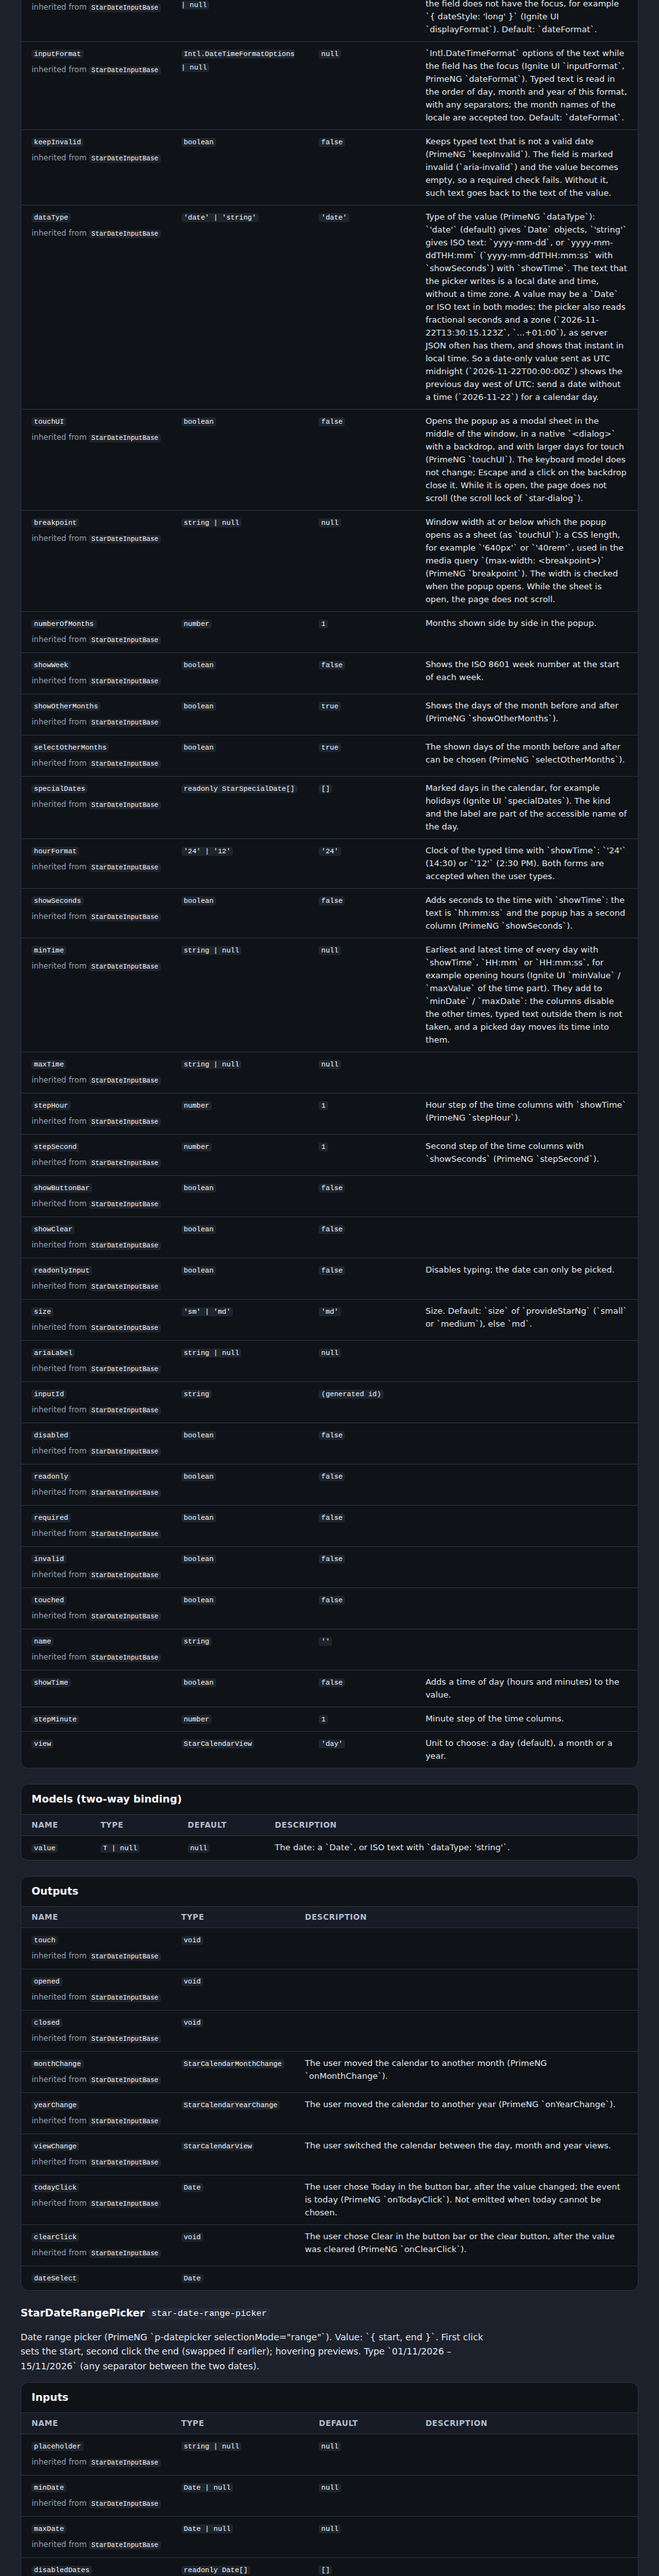 the field does not have the focus, for example
inherited from StarDateInputBase | null `{ dateStyle: 'long' }` (Ignite UI
`displayFormat`). Default: `dateFormat`.
inputFormat Intl.DateTimeFormatOptions null `Intl.DateTimeFormat` options of the text while
inherited from StarDateInputBase | null the field has the focus (Ignite UI `inputFormat`,
PrimeNG `dateFormat`). Typed text is read in
the order of day, month and year of this format,
with any separators; the month names of the
locale are accepted too. Default: `dateFormat`.
keepInvalid boolean false Keeps typed text that is not a valid date
inherited from StarDateInputBase (PrimeNG `keepInvalid`). The field is marked
invalid (`aria-invalid`) and the value becomes
empty, so a required check fails. Without it,
such text goes back to the text of the value.
dataType 'date' | 'string' 'date' Type of the value (PrimeNG `dataType`):
inherited from StarDateInputBase `'date'` (default) gives `Date` objects, `'string'`
gives ISO text: `yyyy-mm-dd`, or `yyyy-mm-
ddTHH:mm` (`yyyy-mm-ddTHH:mm:ss` with
`showSeconds`) with `showTime`. The text that
the picker writes is a local date and time,
without a time zone. A value may be a `Date`
or ISO text in both modes; the picker also reads
fractional seconds and a zone (`2026-11-
22T13:30:15.123Z`, `...+01:00`), as server
JSON often has them, and shows that instant in
local time. So a date-only value sent as UTC
midnight (`2026-11-22T00:00:00Z`) shows the
previous day west of UTC: send a date without
a time (`2026-11-22`) for a calendar day.
touchUI boolean false Opens the popup as a modal sheet in the
inherited from StarDateInputBase middle of the window, in a native `<dialog>`
with a backdrop, and with larger days for touch
(PrimeNG `touchUI`). The keyboard model does
not change; Escape and a click on the backdrop
close it. While it is open, the page does not
scroll (the scroll lock of `star-dialog`).
breakpoint string | null null Window width at or below which the popup
inherited from StarDateInputBase opens as a sheet (as `touchUI`): a CSS length,
for example `'640px'` or `'40rem'`, used in the
media query `(max-width: <breakpoint>)`
(PrimeNG `breakpoint`). The width is checked
when the popup opens. While the sheet is
open, the page does not scroll.
numberOfMonths number 1 Months shown side by side in the popup.
inherited from StarDateInputBase
showWeek boolean false Shows the ISO 8601 week number at the start
inherited from StarDateInputBase of each week.
showOtherMonths boolean true Shows the days of the month before and after
inherited from StarDateInputBase (PrimeNG `showOtherMonths`).
selectOtherMonths boolean true The shown days of the month before and after
inherited from StarDateInputBase can be chosen (PrimeNG `selectOtherMonths`).
specialDates readonly StarSpecialDate[] [] Marked days in the calendar, for example
inherited from StarDateInputBase holidays (Ignite UI `specialDates`). The kind
and the label are part of the accessible name of
the day.
hourFormat '24' | '12' '24' Clock of the typed time with `showTime`: `'24'`
inherited from StarDateInputBase (14:30) or `'12'` (2:30 PM). Both forms are
accepted when the user types.
showSeconds boolean false Adds seconds to the time with `showTime`: the
inherited from StarDateInputBase text is `hh:mm:ss` and the popup has a second
column (PrimeNG `showSeconds`).
minTime string | null null Earliest and latest time of every day with
inherited from StarDateInputBase `showTime`, `HH:mm` or `HH:mm:ss`, for
example opening hours (Ignite UI `minValue` /
`maxValue` of the time part). They add to
`minDate` / `maxDate`: the columns disable
the other times, typed text outside them is not
taken, and a picked day moves its time into
them.
maxTime string | null null
inherited from StarDateInputBase
stepHour number 1 Hour step of the time columns with `showTime`
inherited from StarDateInputBase (PrimeNG `stepHour`).
stepSecond number 1 Second step of the time columns with
inherited from StarDateInputBase `showSeconds` (PrimeNG `stepSecond`).
showButtonBar boolean false
inherited from StarDateInputBase
showClear boolean false
inherited from StarDateInputBase
readonlyInput boolean false Disables typing; the date can only be picked.
inherited from StarDateInputBase
size 'sm' | 'md' 'md' Size. Default: `size` of `provideStarNg` (`small`
inherited from StarDateInputBase or `medium`), else `md`.
ariaLabel string | null null
inherited from StarDateInputBase
inputId string (generated id)
inherited from StarDateInputBase
disabled boolean false
inherited from StarDateInputBase
readonly boolean false
inherited from StarDateInputBase
required boolean false
inherited from StarDateInputBase
invalid boolean false
inherited from StarDateInputBase
touched boolean false
inherited from StarDateInputBase
name string ''
inherited from StarDateInputBase
showTime boolean false Adds a time of day (hours and minutes) to the
value.
stepMinute number 1 Minute step of the time columns.
view StarCalendarView 'day' Unit to choose: a day (default), a month or a
year.
Models (two-way binding)
NAME TYPE DEFAULT DESCRIPTION
value T | null null The date: a `Date`, or ISO text with `dataType: 'string'`.
Outputs
NAME TYPE DESCRIPTION
touch void
inherited from StarDateInputBase
opened void
inherited from StarDateInputBase
closed void
inherited from StarDateInputBase
monthChange StarCalendarMonthChange The user moved the calendar to another month (PrimeNG
inherited from StarDateInputBase `onMonthChange`).
yearChange StarCalendarYearChange The user moved the calendar to another year (PrimeNG `onYearChange`).
inherited from StarDateInputBase
viewChange StarCalendarView The user switched the calendar between the day, month and year views.
inherited from StarDateInputBase
todayClick Date The user chose Today in the button bar, after the value changed; the event
inherited from StarDateInputBase is today (PrimeNG `onTodayClick`). Not emitted when today cannot be
chosen.
clearClick void The user chose Clear in the button bar or the clear button, after the value
inherited from StarDateInputBase was cleared (PrimeNG `onClearClick`).
dateSelect Date
StarDateRangePicker star-date-range-picker
Date range picker (PrimeNG `p-datepicker selectionMode="range"`). Value: `{ start, end }`. First click
sets the start, second click the end (swapped if earlier); hovering previews. Type `01/11/2026 –
15/11/2026` (any separator between the two dates).
Inputs
NAME TYPE DEFAULT DESCRIPTION
placeholder string | null null
inherited from StarDateInputBase
minDate Date | null null
inherited from StarDateInputBase
maxDate Date | null null
inherited from StarDateInputBase
disabledDates readonly Date[] []